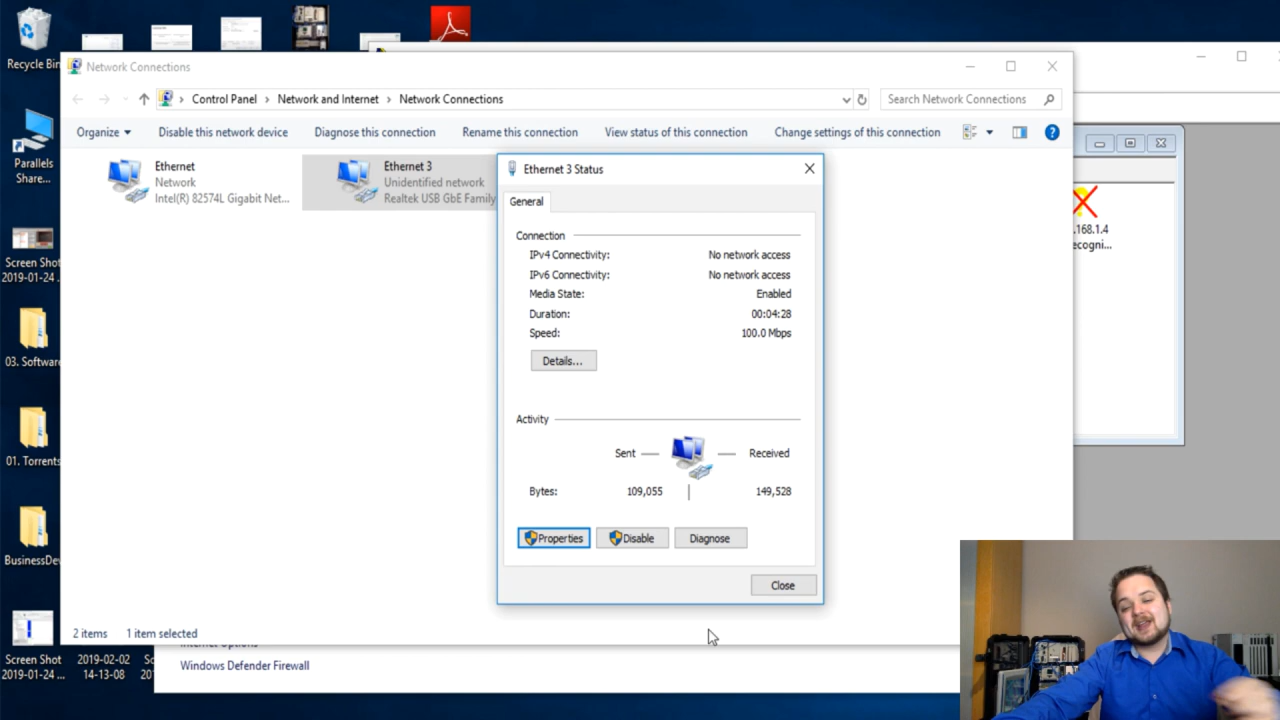 Recycle Bin
Parallels
Share...
Screen Shot
2019-01-24 ...
03. Software
01. Torrents
BusinessDev
Screen Shot
2019-01-24 ...
2019-02-02
14-13-08
Network Connections
Control Panel > Network and Internet > Network Connections
Search Network Connections
Organize
Disable this network device
Diagnose this connection
Rename this connection
View status of this connection
Change settings of this connection
Ethernet
Network
Intel(R) 82574L Gigabit Net...
Ethernet 3
Unidentified network
Realtek USB GbE Family
Ethernet 3 Status
General
Connection
IPv4 Connectivity: No network access
IPv6 Connectivity: No network access
Media State: Enabled
Duration: 00:04:28
Speed: 100.0 Mbps
Details...
Activity
Sent
Received
Bytes: 109,055 149,528
Properties
Disable
Diagnose
Close
.168.1.4
ecogni...
2 items 1 item selected
Windows Defender Firewall